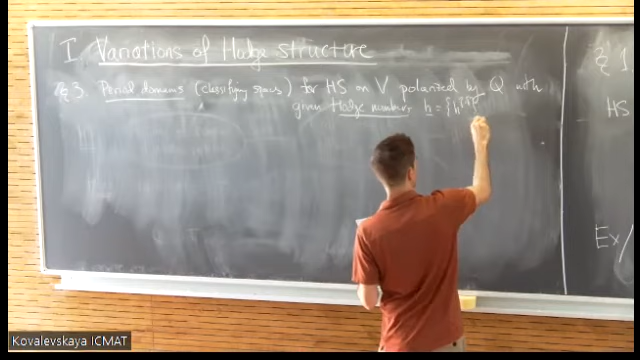 I Variations of Hodge structure
§ 3. Period domains (classifying spaces) for HS on V polarized by Q with
given Hodge numbers h = {h^{p,q}
§ 1
HS
Ex/
Kovalevskaya ICMAT